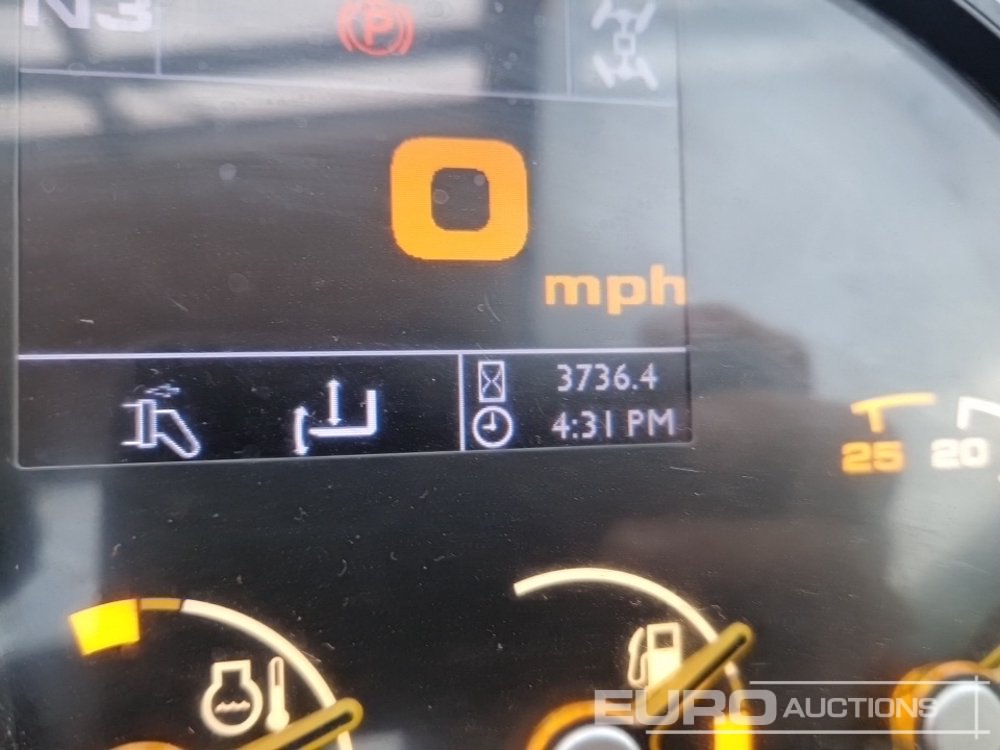 N3
P
0
mph
3736.4
4:31 PM
25 20
EURO AUCTIONS